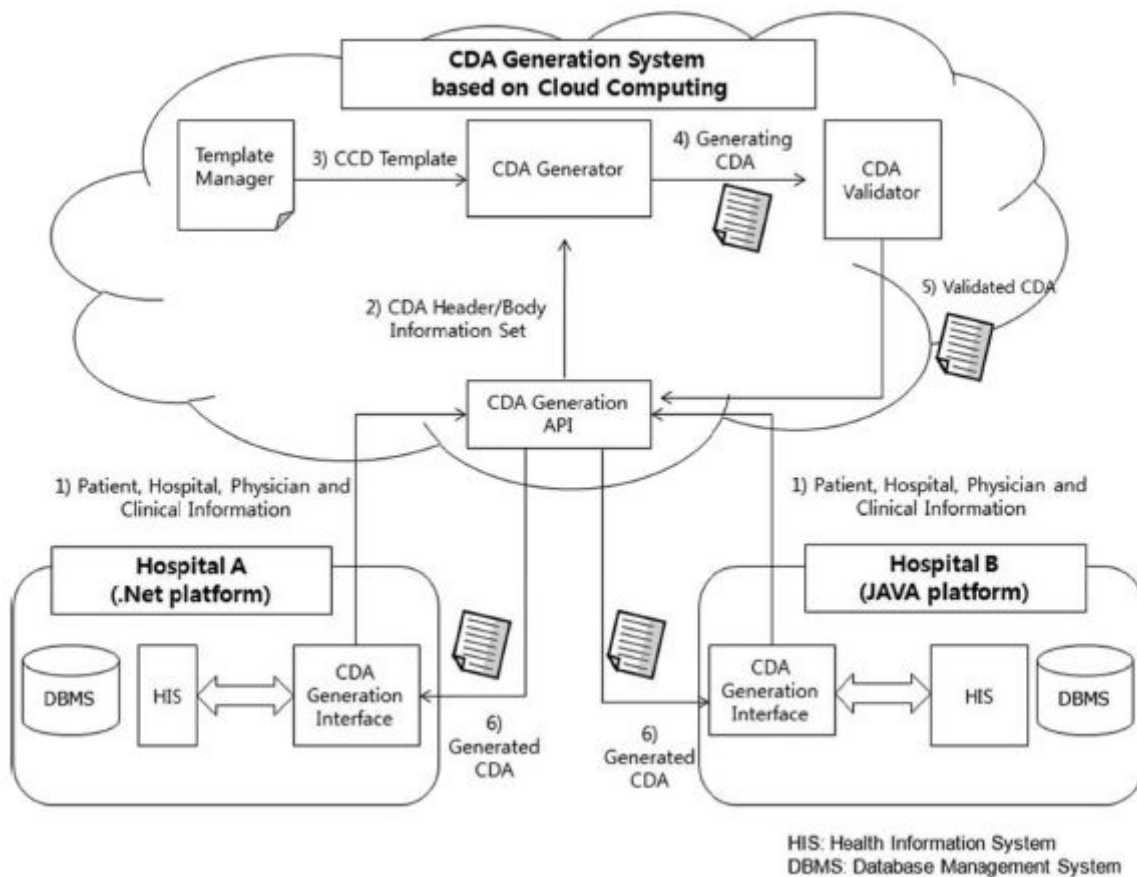 CDA Generation System
based on Cloud Computing
Template
Manager
3) CCD Template
CDA Generator
4) Generating
CDA
CDA
Validator
5) Validated CDA
2) CDA Header/Body
Information Set
CDA Generation
API
1) Patient, Hospital, Physician and
Clinical Information
1) Patient, Hospital, Physician and
Clinical Information
Hospital A
(.Net platform)
Hospital B
(JAVA platform)
DBMS
HIS
CDA
Generation
Interface
6)
Generated
CDA
6)
Generated
CDA
CDA
Generation
Interface
HIS
DBMS
HIS: Health Information System
DBMS: Database Management System